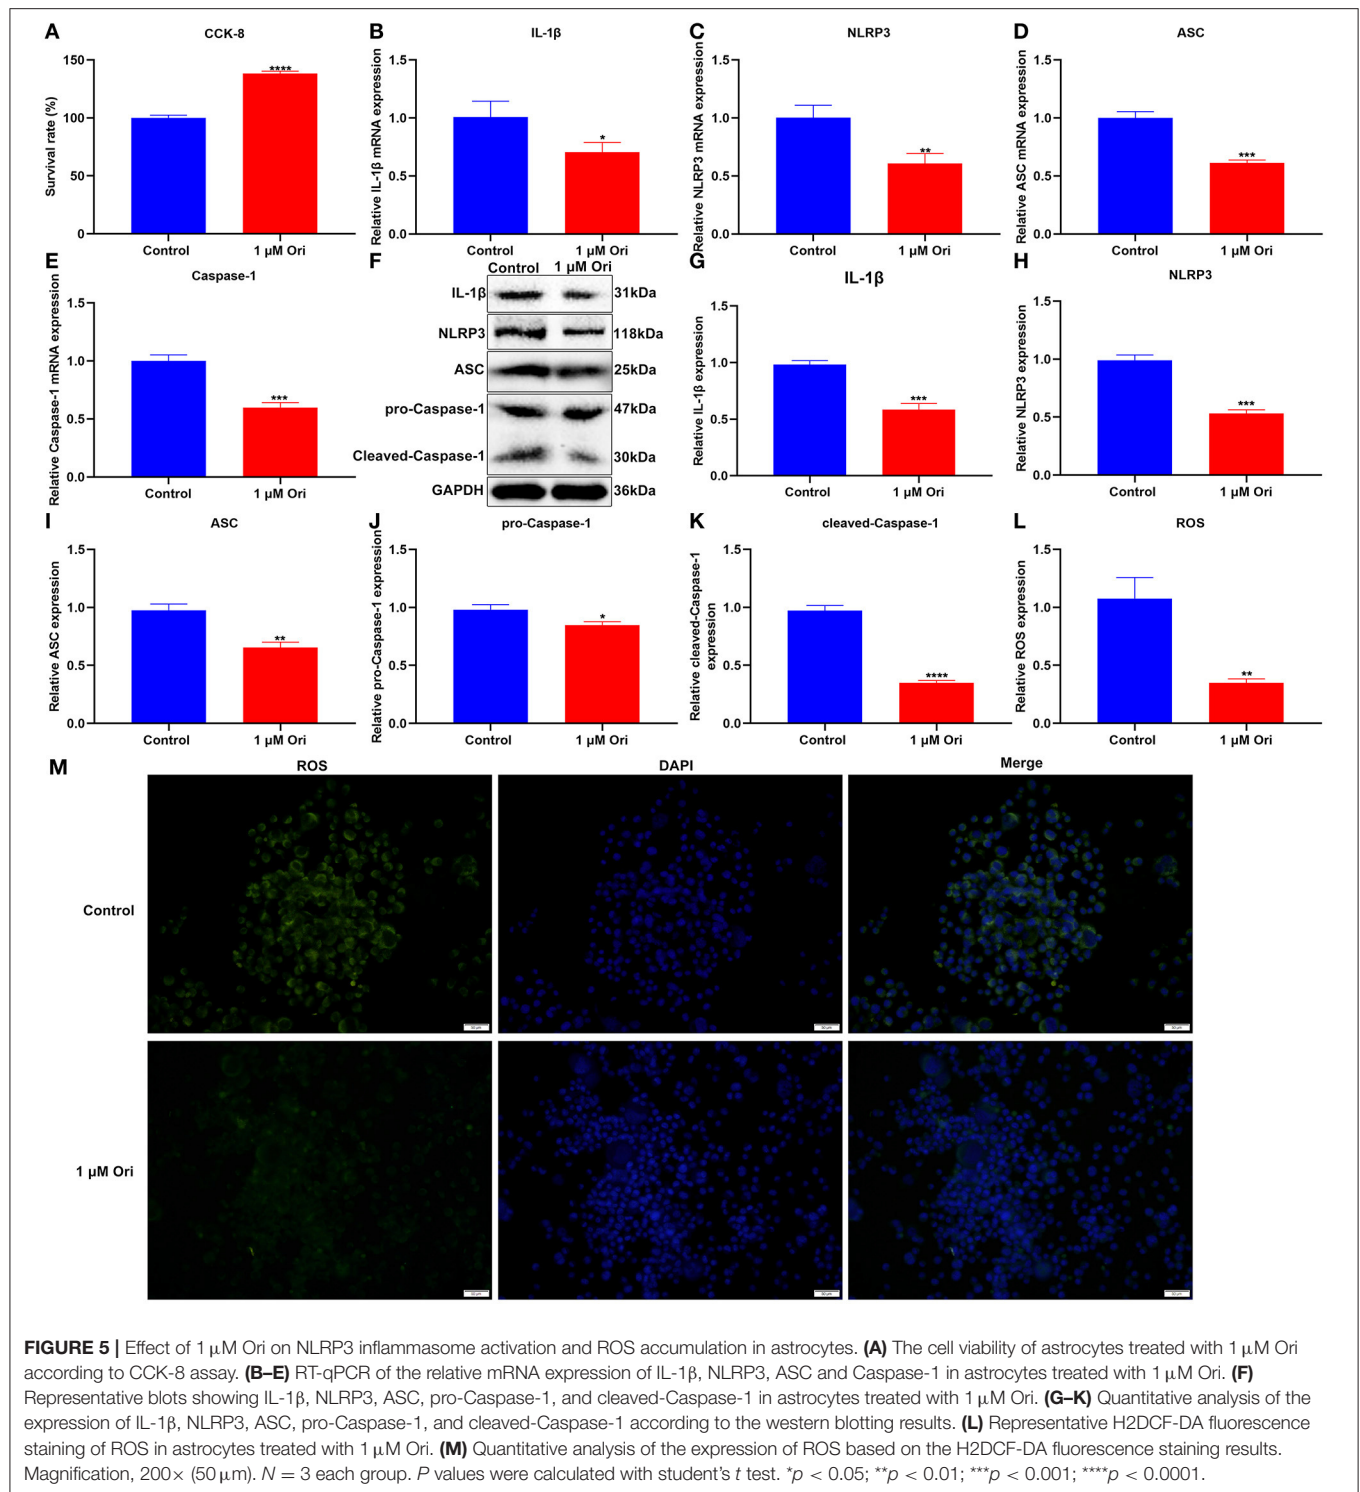 A
CCK-8
Survival rate (%)
150
100
50
0
Control
1 µM Ori
****
B
IL-1β
Relative IL-1β mRNA expression
1.5
1.0
0.5
0.0
Control
1 µM Ori
*
C
NLRP3
Relative NLRP3 mRNA expression
1.5
1.0
0.5
0.0
Control
1 µM Ori
**
D
ASC
Relative ASC mRNA expression
1.5
1.0
0.5
0.0
Control
1 µM Ori
***
E
Caspase-1
Relative Caspase-1 mRNA expression
1.5
1.0
0.5
0.0
Control
1 µM Ori
***
F
Control 1 µM Ori
IL-1β 31kDa
NLRP3 118kDa
ASC 25kDa
pro-Caspase-1 47kDa
Cleaved-Caspase-1 30kDa
GAPDH 36kDa
G
IL-1β
Relative IL-1β expression
1.5
1.0
0.5
0.0
Control
1 µM Ori
***
H
NLRP3
Relative NLRP3 expression
1.5
1.0
0.5
0.0
Control
1 µM Ori
***
I
ASC
Relative ASC expression
1.5
1.0
0.5
0.0
Control
1 µM Ori
**
J
pro-Caspase-1
Relative pro-Caspase-1 expression
1.5
1.0
0.5
0.0
Control
1 µM Ori
*
K
cleaved-Caspase-1
Relative cleaved-Caspase-1
expression
1.5
1.0
0.5
0.0
Control
1 µM Ori
****
L
ROS
Relative ROS expression
1.5
1.0
0.5
0.0
Control
1 µM Ori
**
M
ROS
DAPI
Merge
Control
50 µm
50 µm
50 µm
1 µM Ori
50 µm
50 µm
50 µm
FIGURE 5 | Effect of 1 µM Ori on NLRP3 inflammasome activation and ROS accumulation in astrocytes. (A) The cell viability of astrocytes treated with 1 µM Ori
according to CCK-8 assay. (B–E) RT-qPCR of the relative mRNA expression of IL-1β, NLRP3, ASC and Caspase-1 in astrocytes treated with 1 µM Ori. (F)
Representative blots showing IL-1β, NLRP3, ASC, pro-Caspase-1, and cleaved-Caspase-1 in astrocytes treated with 1 µM Ori. (G–K) Quantitative analysis of the
expression of IL-1β, NLRP3, ASC, pro-Caspase-1, and cleaved-Caspase-1 according to the western blotting results. (L) Representative H2DCF-DA fluorescence
staining of ROS in astrocytes treated with 1 µM Ori. (M) Quantitative analysis of the expression of ROS based on the H2DCF-DA fluorescence staining results.
Magnification, 200× (50 µm). N = 3 each group. P values were calculated with student's t test. *p < 0.05; **p < 0.01; ***p < 0.001; ****p < 0.0001.